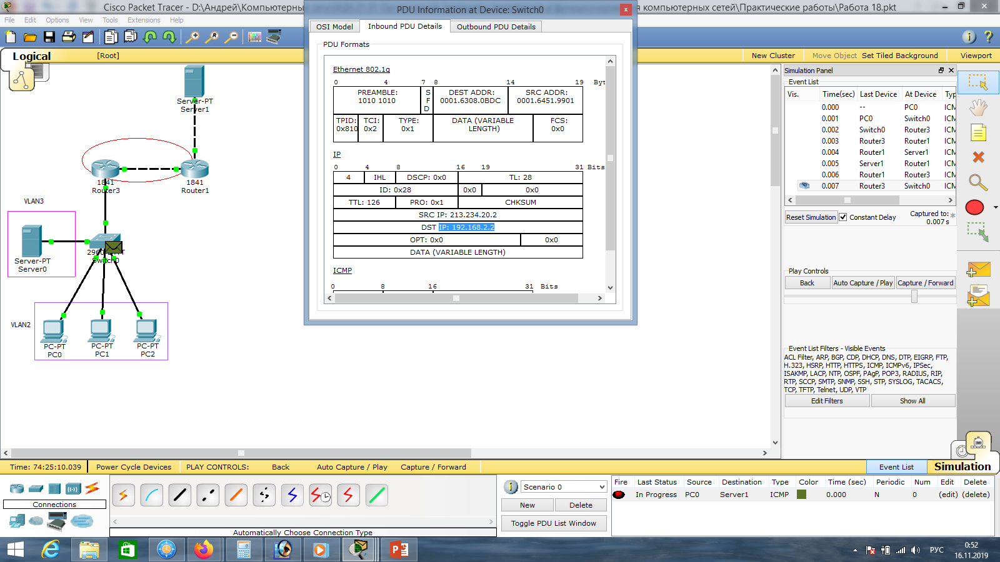 Cisco Packet Tracer - D:\Андрей\Компьютерны
я компьютерных сетей\Практические работы\Работа 18.pkt
PDU Information at Device: Switch0
File Edit Options View Tools Extensions Help
OSI Model Inbound PDU Details Outbound PDU Details
PDU Formats
Logical [Root] New Cluster Move Object Set Tiled Background Viewport
Server-PT
Server1
1841
Router3
1841
Router1
VLAN3
Server-PT
Server0
Switch0
VLAN2
PC-PT
PC0
PC-PT
PC1
PC-PT
PC2
Ethernet 802.1q
0 4 7 8 14 19 Byt
PREAMBLE:
1010 1010
S
F
D
DEST ADDR:
0001.6308.0BDC
SRC ADDR:
0001.6451.9901
TPID:
0x810
TCI:
0x2
TYPE:
0x1
DATA (VARIABLE
LENGTH)
FCS:
0x0
IP
0 4 8 16 19 31 Bits
4 IHL DSCP: 0x0 TL: 28
ID: 0x28 0x0 0x0
TTL: 126 PRO: 0x1 CHKSUM
SRC IP: 213.234.20.2
DST IP: 192.168.2.2
OPT: 0x0 0x0
DATA (VARIABLE LENGTH)
ICMP
0 8 16 31 Bits
Simulation Panel
Event List
Vis. Time(sec) Last Device At Device Typ
0.000 -- PC0 ICM
0.001 PC0 Switch0 ICM
0.002 Switch0 Router3 ICM
0.003 Router3 Router1 ICM
0.004 Router1 Server1 ICM
0.005 Server1 Router1 ICM
0.006 Router1 Router3 ICM
0.007 Router3 Switch0 ICM
Reset Simulation Constant Delay Captured to: *
0.007 s
Play Controls
Back Auto Capture / Play Capture / Forward
Event List Filters - Visible Events
ACL Filter, ARP, BGP, CDP, DHCP, DNS, DTP, EIGRP, FTP,
H.323, HSRP, HTTP, HTTPS, ICMP, ICMPv6, IPSec,
ISAKMP, LACP, NTP, OSPF, PAgP, POP3, RADIUS, RIP,
RTP, SCCP, SMTP, SNMP, SSH, STP, SYSLOG, TACACS,
TCP, TFTP, Telnet, UDP, VTP
Edit Filters Show All
Time: 74:25:10.039 Power Cycle Devices PLAY CONTROLS: Back Auto Capture / Play Capture / Forward Event List Simulation
Connections
Automatically Choose Connection Type
Scenario 0
New Delete
Toggle PDU List Window
Fire Last Status Source Destination Type Color Time (sec) Periodic Num Edit Delete
In Progress PC0 Server1 ICMP 0.000 N 0 (edit) (delete)
РУС
0:52
16.11.2019